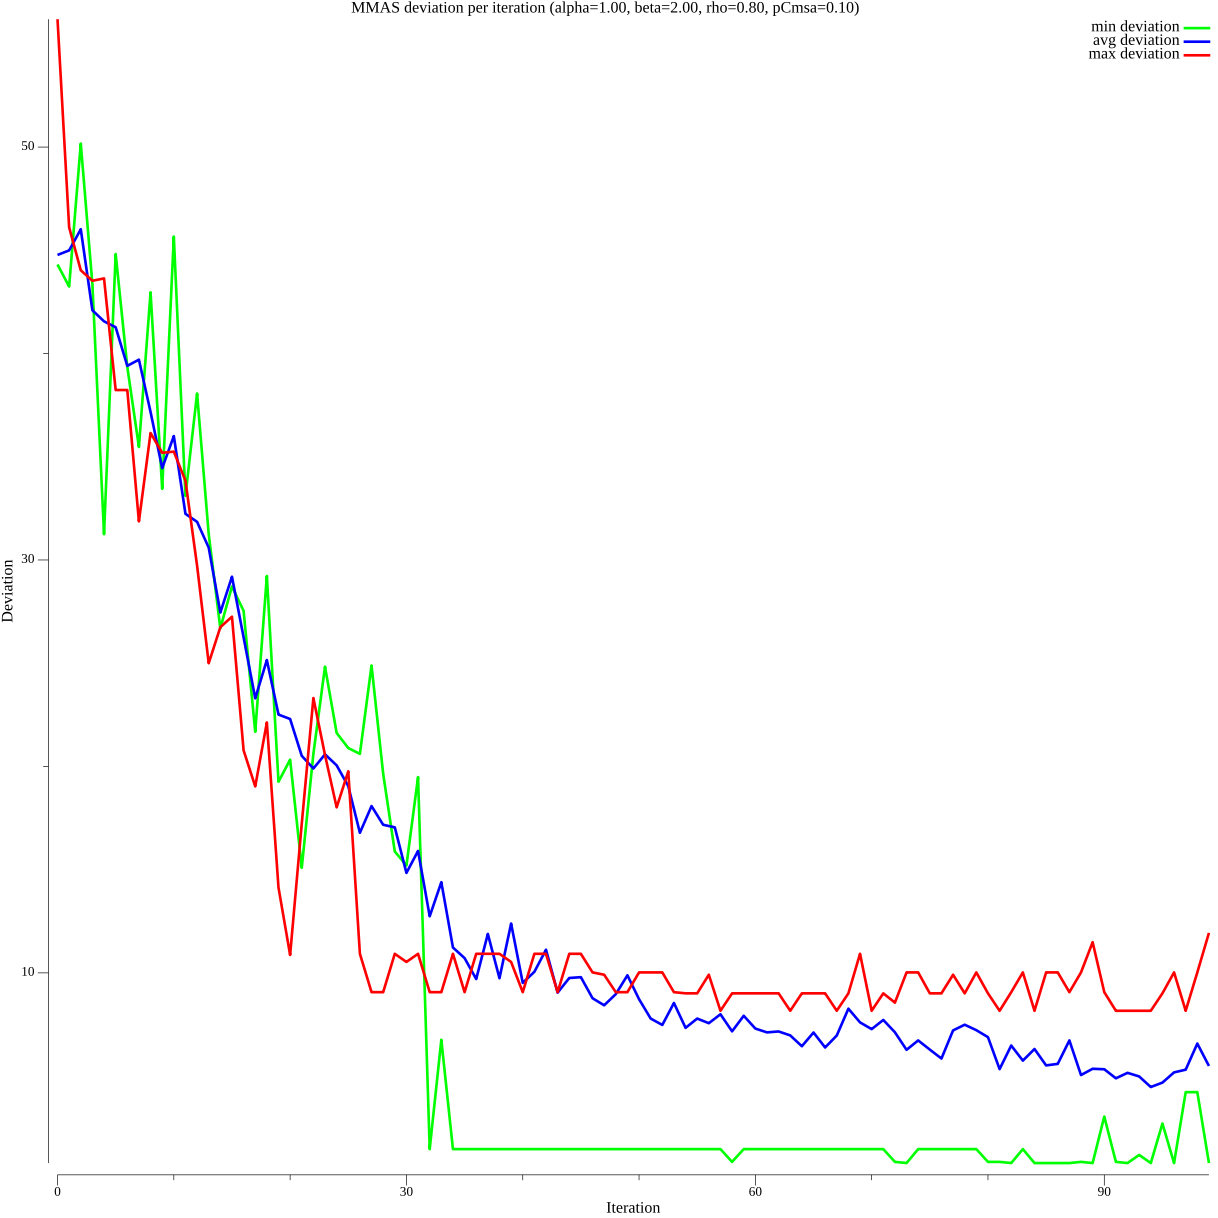 MMAS deviation per iteration (alpha=1.00, beta=2.00, rho=0.80, pCmsa=0.10)
min deviation
avg deviation
max deviation
50
30
10
Deviation
0
30
60
90
Iteration